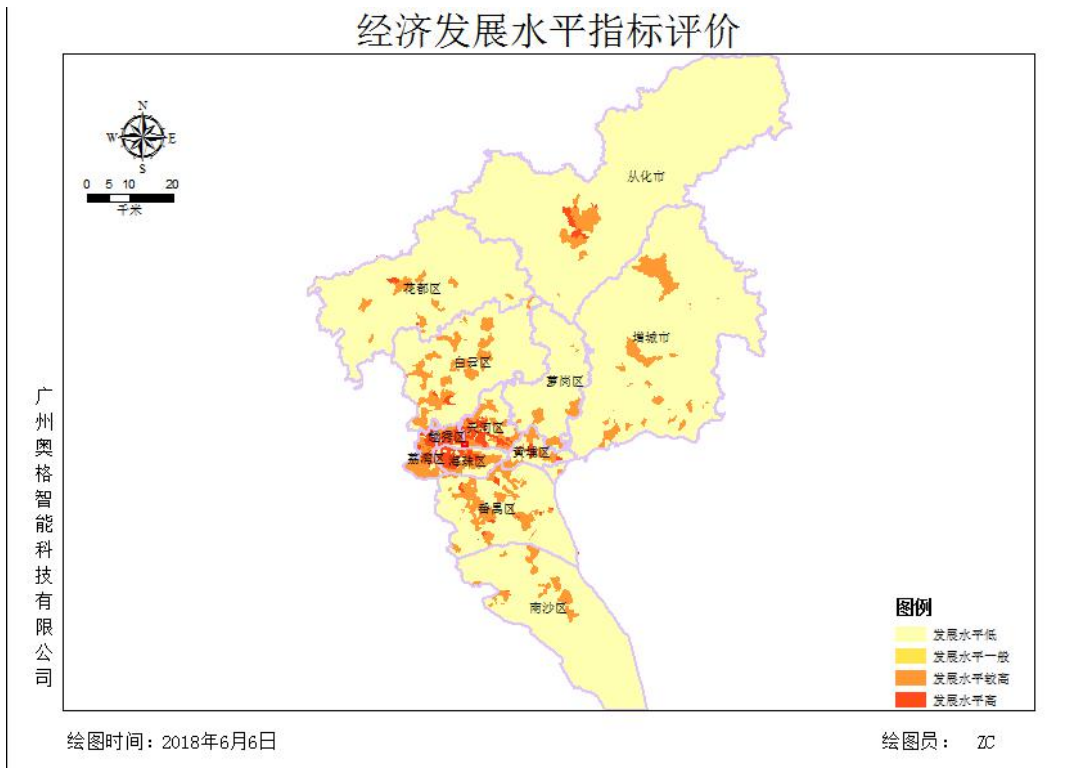 经济发展水平指标评价
N
W
E
S
0 5 10 20
千米
从化市
花都区
增城市
白云区
萝岗区
越秀区
天河区
荔湾区
海珠区
黄埔区
番禺区
南沙区
广州奥格智能科技有限公司
图例
发展水平低
发展水平一般
发展水平较高
发展水平高
绘图时间：2018年6月6日
绘图员： ZC